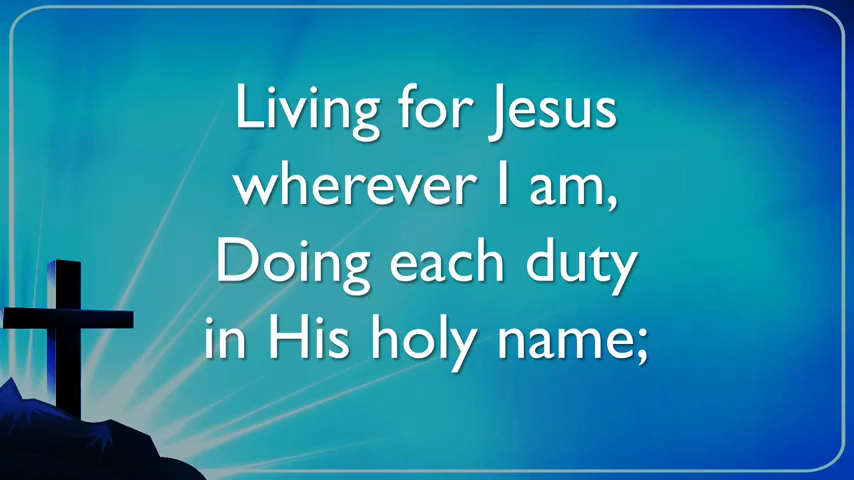 Living for Jesus
wherever I am,
Doing each duty
in His holy name;